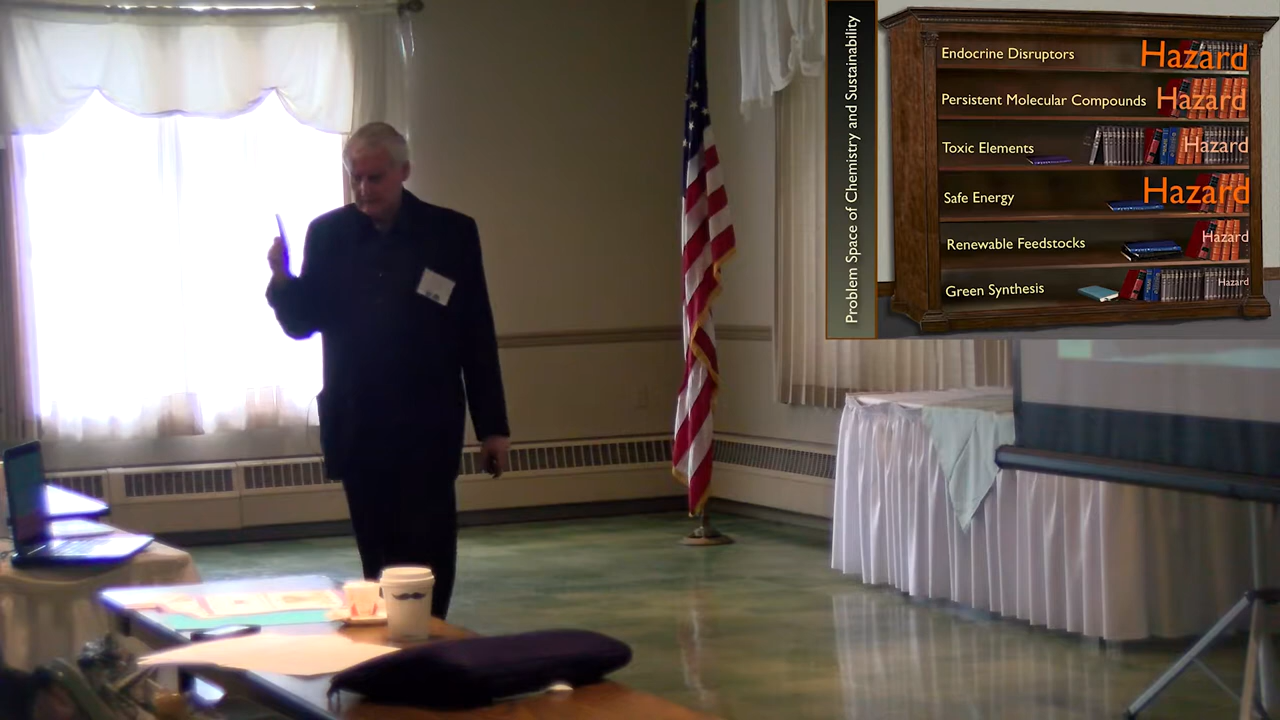 Problem Space of Chemistry and Sustainability
Endocrine Disruptors Hazard
Persistent Molecular Compounds Hazard
Toxic Elements Hazard
Safe Energy Hazard
Renewable Feedstocks Hazard
Green Synthesis Hazard